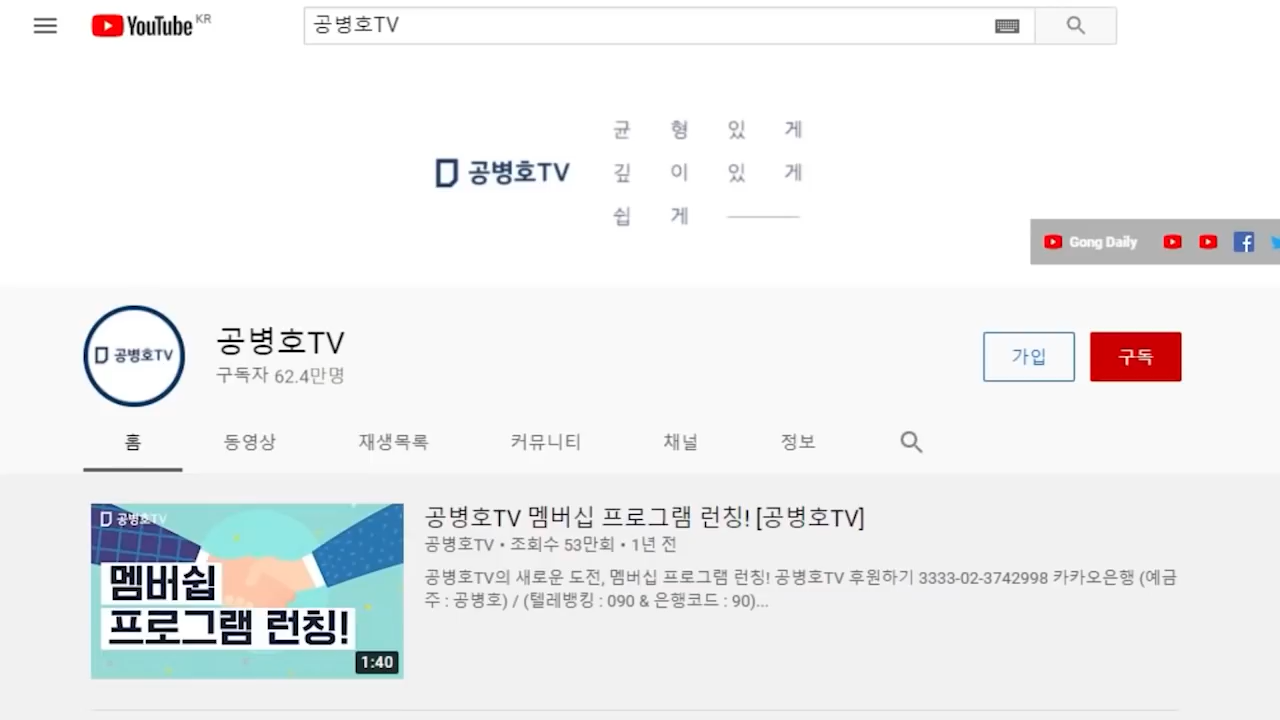 YouTube KR
공병호TV
균 형 있 게
공병호TV
깊 이 있 게
쉽 게
Gong Daily
공병호TV
공병호TV
구독자 62.4만명
가입
구독
홈
동영상
재생목록
커뮤니티
채널
정보
공병호TV
멤버쉽
프로그램 런칭!
1:40
공병호TV 멤버십 프로그램 런칭! [공병호TV]
공병호TV • 조회수 53만회 • 1년 전
공병호TV의 새로운 도전, 멤버십 프로그램 런칭! 공병호TV 후원하기 3333-02-3742998 카카오은행 (예금
주 : 공병호) / (텔레뱅킹 : 090 & 은행코드 : 90)...